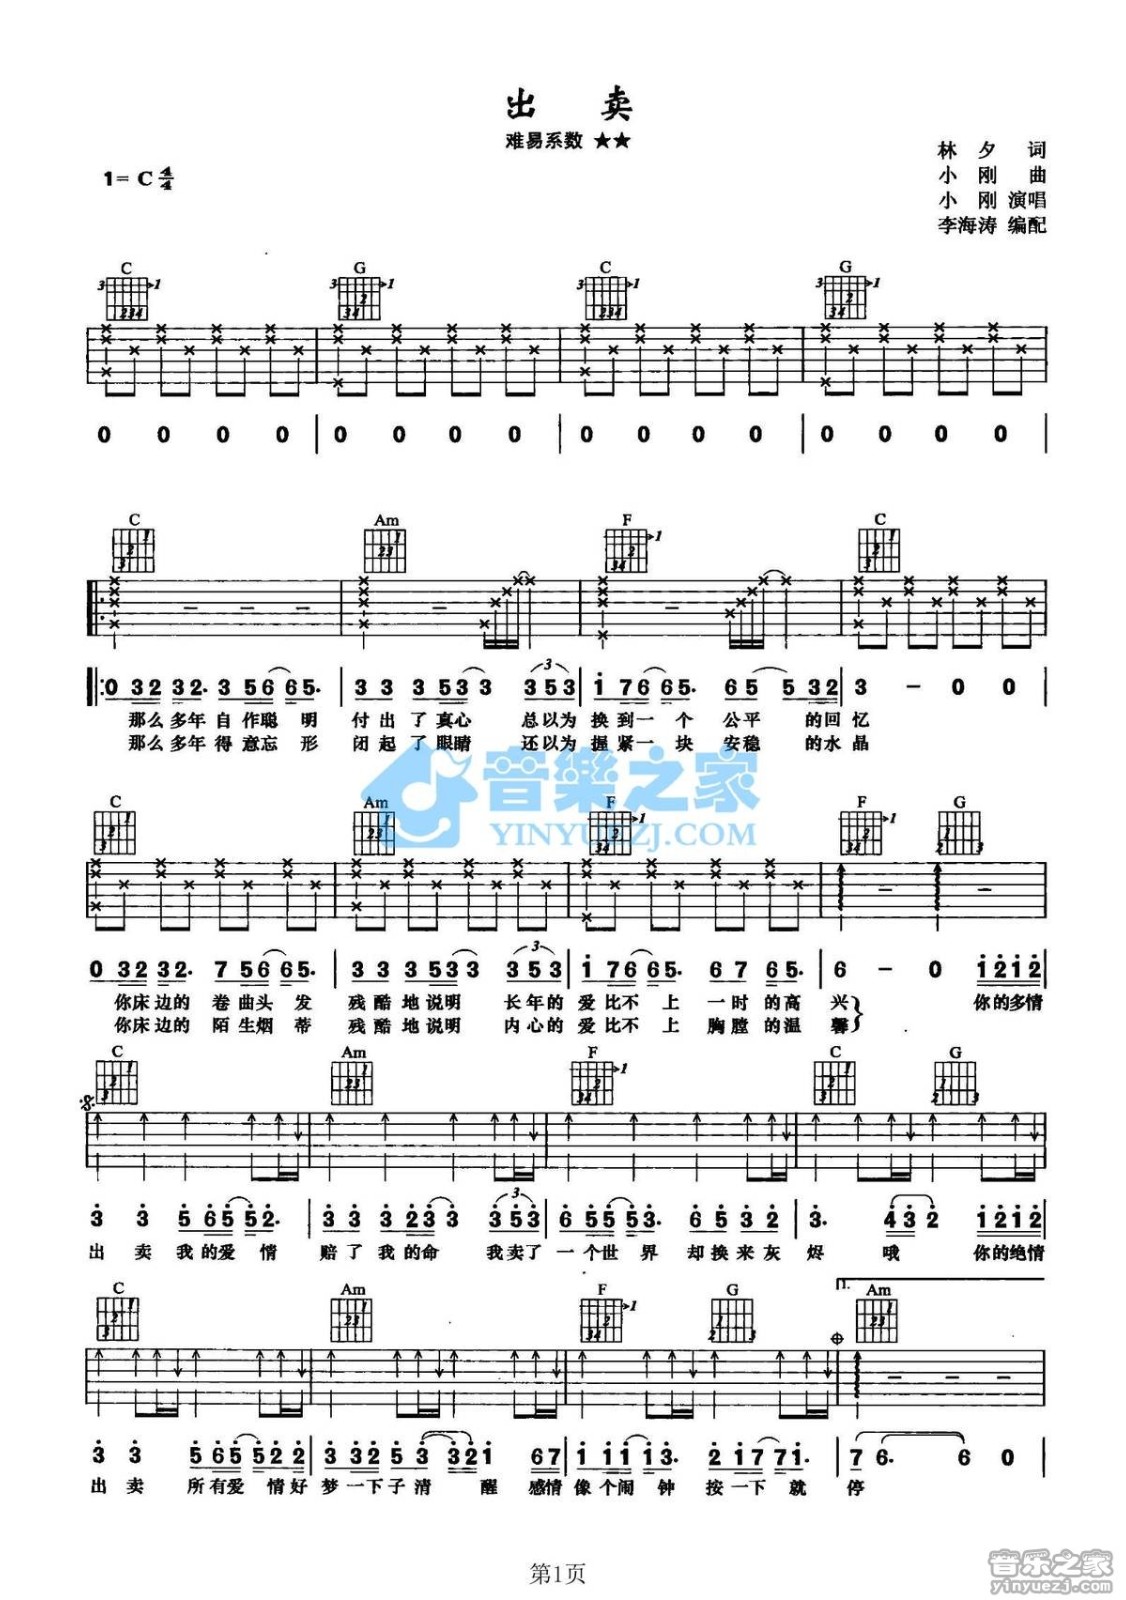 出 卖
难易系数 ★★
1= C 4/4
林 夕 词
小 刚 曲
小 刚 演唱
李海涛 编配
C G C G
0 0 0 0 | 0 0 0 0 | 0 0 0 0 | 0 0 0 0 |
C Am F C
0 32 32. 3 56 65. | 3 3 3 53 3 353 | 1 766 65. 65 5 32 | 3 – 0 0 |
那么多年自作聪明 付出了真心 总以为换到一个 公平 的回忆
那么多年得意忘形 闭起了眼睛 还以为握紧一块 安稳 的水晶
音樂之家
YINYUEZJ.COM
C Am F F G
0 32 32. 7 56 65. | 3 3 3 53 3 353 | 1 766 65. 67 65. | 6 – 0 1212 |
你床边的 卷曲头发 残酷地说明 长年的爱比不上 一时的高兴 你的多情
你床边的 陌生烟蒂 残酷地说明 内心的爱比不上 胸膛的温馨
C Am F C G
3 3 5 65 52. | 3 3 3 23 3 353 | 6 55 53. 65 32 | 3. 432 1212 |
出 卖 我的爱情 赔了我的命 我卖了一个世界 却换来灰烬 哦 你的绝情
C Am F G 1. Am
3 3 5 65 52 2 | 3 32 5 3 321 67 | 1 11 13. 2 1 71. | 7 6. 6 0 |
出 卖 所有爱情好梦一下子清醒 感情像个闹钟 按一下就停
第1页
音乐之家
yinyuezj.com